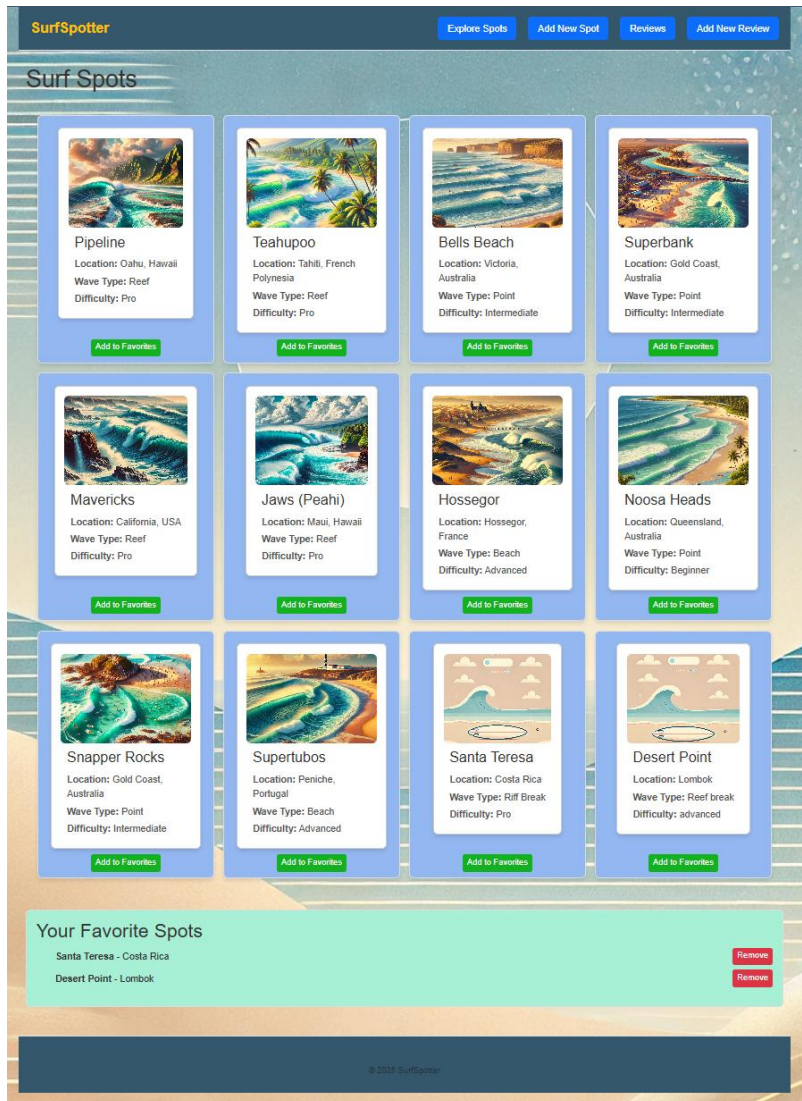 SurfSpotter
Explore Spots
Add New Spot
Reviews
Add New Review
Surf Spots
Pipeline
Location: Oahu, Hawaii
Wave Type: Reef
Difficulty: Pro
Add to Favorites
Teahupoo
Location: Tahiti, French
Polynesia
Wave Type: Reef
Difficulty: Pro
Add to Favorites
Bells Beach
Location: Victoria,
Australia
Wave Type: Point
Difficulty: Intermediate
Add to Favorites
Superbank
Location: Gold Coast,
Australia
Wave Type: Point
Difficulty: Intermediate
Add to Favorites
Mavericks
Location: California, USA
Wave Type: Reef
Difficulty: Pro
Add to Favorites
Jaws (Peahi)
Location: Maui, Hawaii
Wave Type: Reef
Difficulty: Pro
Add to Favorites
Hossegor
Location: Hossegor,
France
Wave Type: Beach
Difficulty: Advanced
Add to Favorites
Noosa Heads
Location: Queensland,
Australia
Wave Type: Point
Difficulty: Beginner
Add to Favorites
Snapper Rocks
Location: Gold Coast,
Australia
Wave Type: Point
Difficulty: Intermediate
Add to Favorites
Supertubos
Location: Peniche,
Portugal
Wave Type: Beach
Difficulty: Advanced
Add to Favorites
Santa Teresa
Location: Costa Rica
Wave Type: Riff Break
Difficulty: Pro
Add to Favorites
Desert Point
Location: Lombok
Wave Type: Reef break
Difficulty: advanced
Add to Favorites
Your Favorite Spots
Santa Teresa - Costa Rica
Remove
Desert Point - Lombok
Remove
© 2025 SurfSpotter